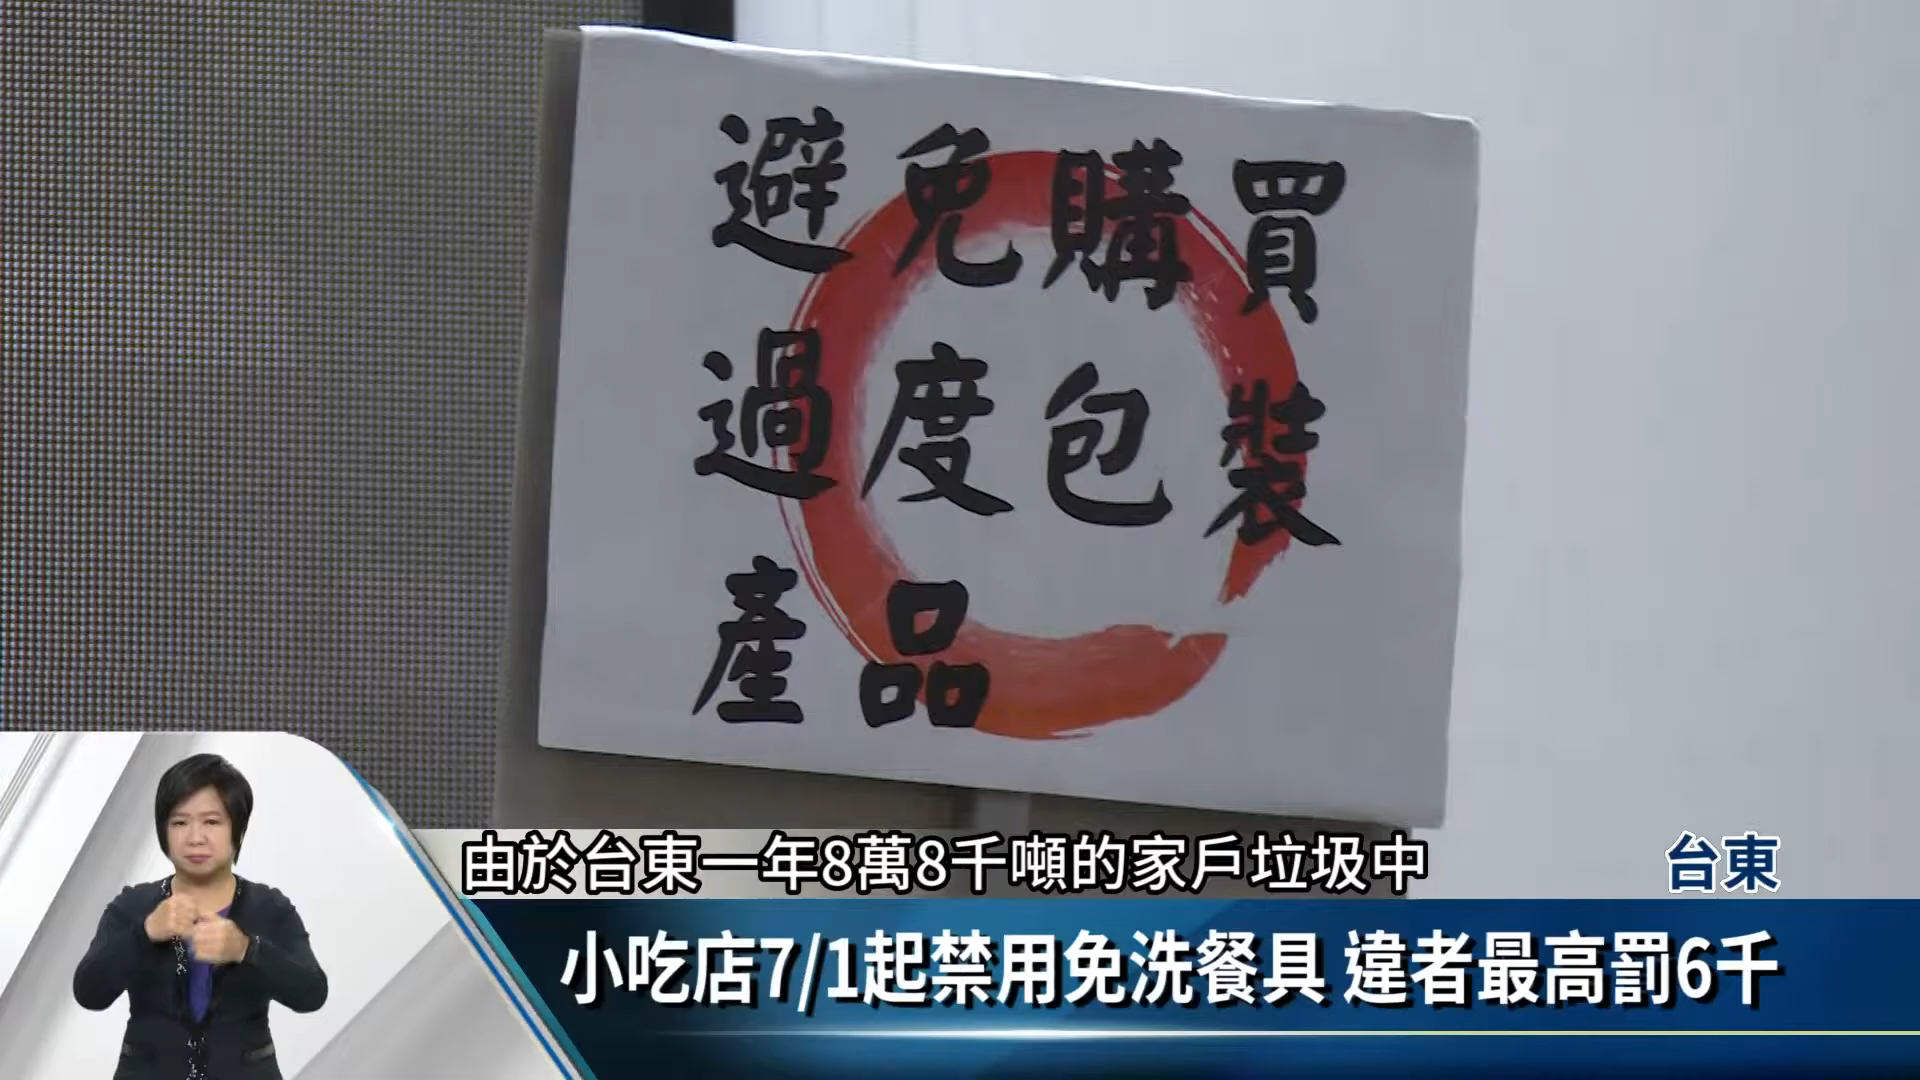 避免購買
過度包裝
產品
由於台東一年8萬8千噸的家戶垃圾中
台東
小吃店7/1起禁用免洗餐具 違者最高罰6千